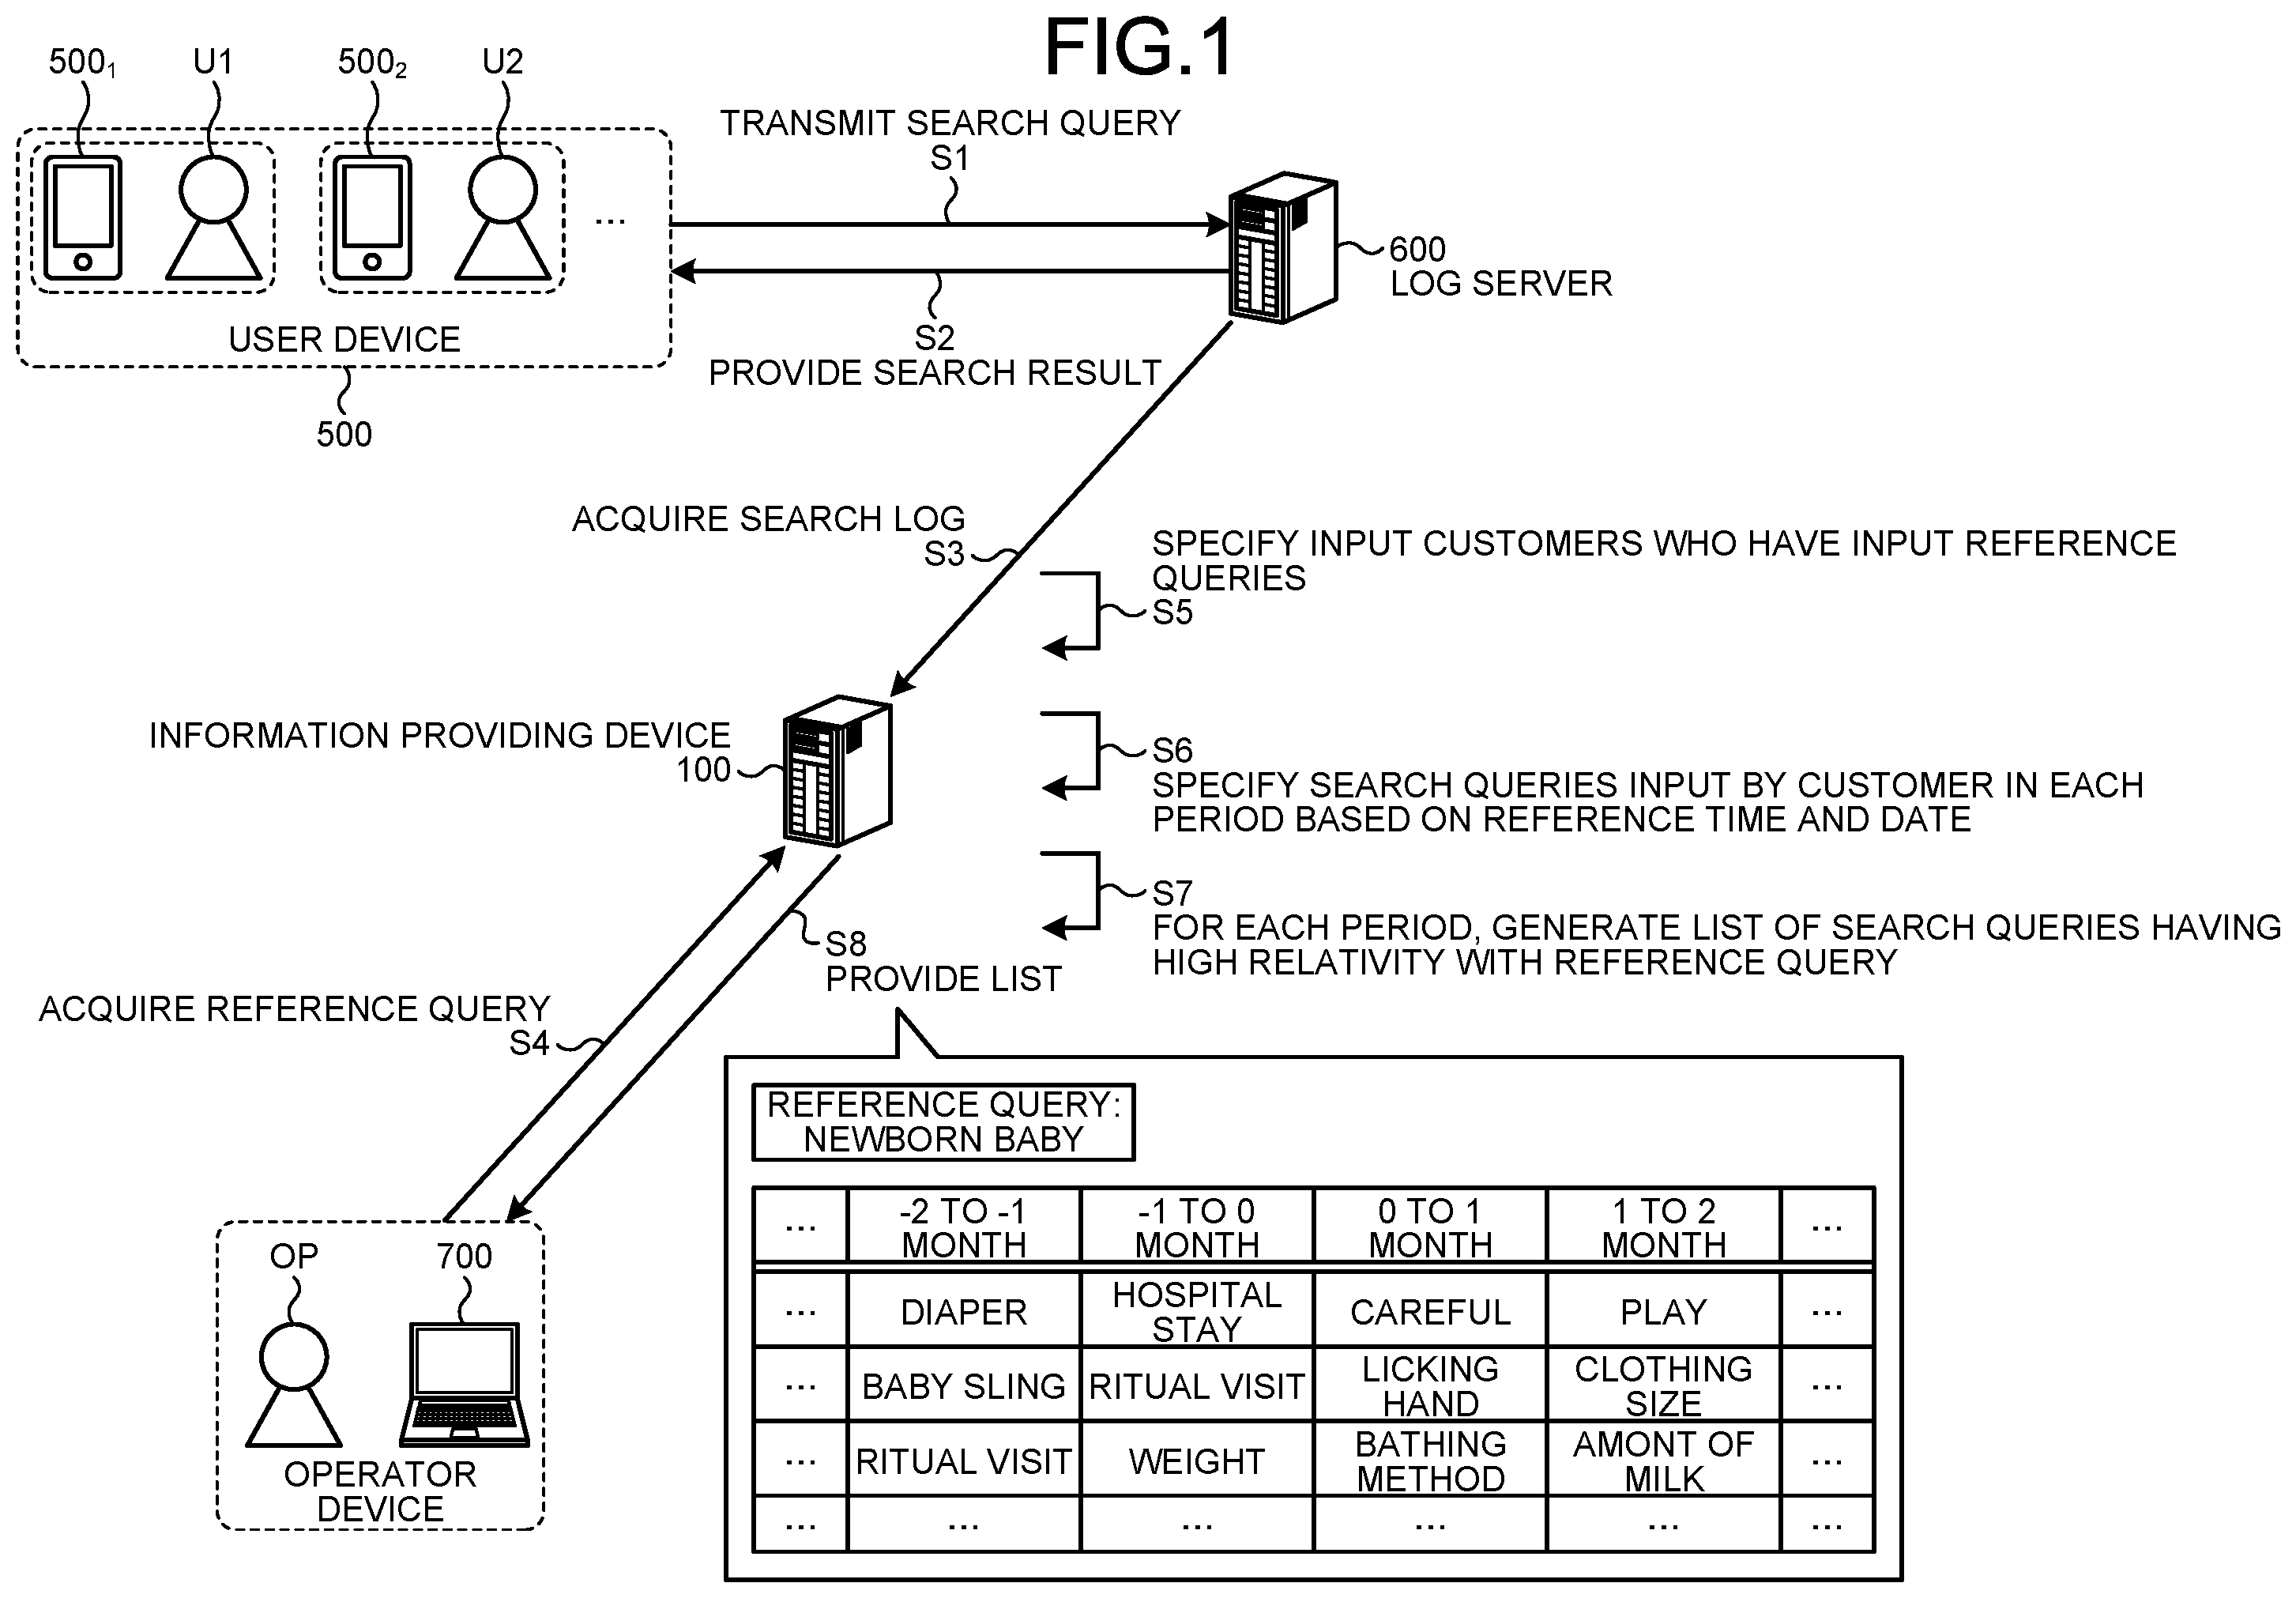 FIG.1
500₁ U1 500₂ U2
...
USER DEVICE
500
TRANSMIT SEARCH QUERY
S1
600
LOG SERVER
S2
PROVIDE SEARCH RESULT
ACQUIRE SEARCH LOG
S3
SPECIFY INPUT CUSTOMERS WHO HAVE INPUT REFERENCE
QUERIES
S5
INFORMATION PROVIDING DEVICE
100
S6
SPECIFY SEARCH QUERIES INPUT BY CUSTOMER IN EACH
PERIOD BASED ON REFERENCE TIME AND DATE
S7
FOR EACH PERIOD, GENERATE LIST OF SEARCH QUERIES HAVING
HIGH RELATIVITY WITH REFERENCE QUERY
S8
PROVIDE LIST
ACQUIRE REFERENCE QUERY
S4
OP 700
OPERATOR
DEVICE
REFERENCE QUERY:
NEWBORN BABY
... -2 TO -1 MONTH -1 TO 0 MONTH 0 TO 1 MONTH 1 TO 2 MONTH ...
... DIAPER HOSPITAL STAY CAREFUL PLAY ...
... BABY SLING RITUAL VISIT LICKING HAND CLOTHING SIZE ...
... RITUAL VISIT WEIGHT BATHING METHOD AMONT OF MILK ...
... ... ... ... ... ...